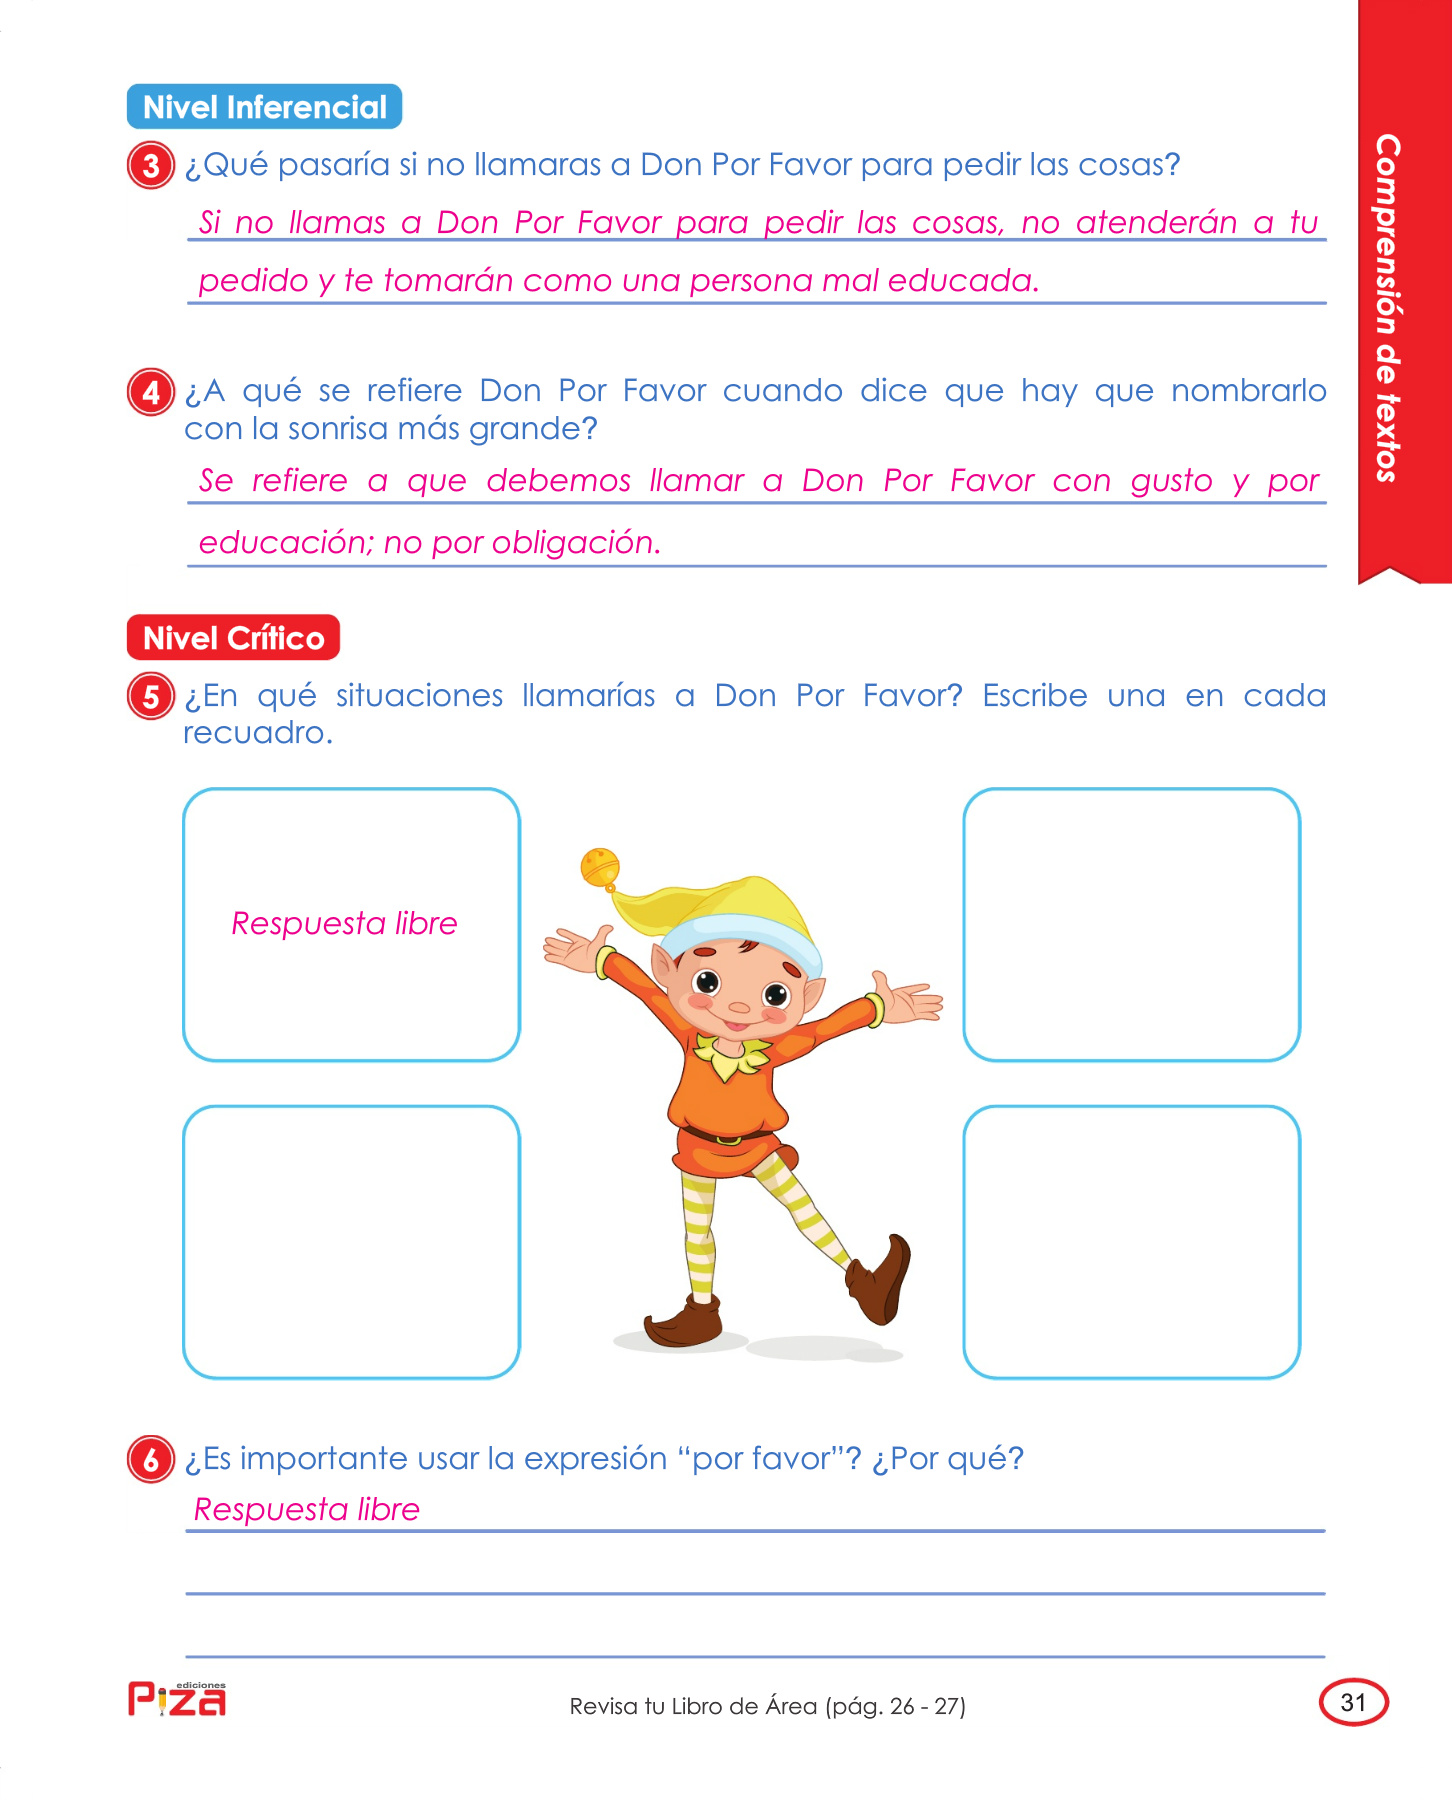 Nivel Inferencial
3 ¿Qué pasaría si no llamaras a Don Por Favor para pedir las cosas?
Si no llamas a Don Por Favor para pedir las cosas, no atenderán a tu
pedido y te tomarán como una persona mal educada.
4 ¿A qué se refiere Don Por Favor cuando dice que hay que nombrarlo
con la sonrisa más grande?
Se refiere a que debemos llamar a Don Por Favor con gusto y por
educación; no por obligación.
Nivel Crítico
5 ¿En qué situaciones llamarías a Don Por Favor? Escribe una en cada
recuadro.
Respuesta libre
6 ¿Es importante usar la expresión “por favor”? ¿Por qué?
Respuesta libre
ediciones
Piza
Revisa tu Libro de Área (pág. 26 - 27)
31
Comprensión de textos